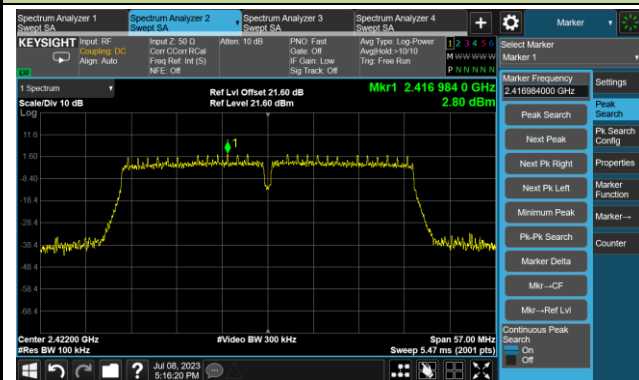 Spectrum Analyzer 1
Swept SA
Spectrum Analyzer 2
Swept SA
Spectrum Analyzer 3
Swept SA
Spectrum Analyzer 4
Swept SA
+
Marker
KEYSIGHT
Input: RF
Coupling: DC
Align: Auto
Input Z: 50 Ω
Corr CCorr RCal
Freq Ref: Int (S)
NFE: Off
Atten: 10 dB
PNO: Fast
Gate: Off
IF Gain: Low
Sig Track: Off
Avg Type: Log-Power
Avg|Hold:>10/10
Trig: Free Run
1 2 3 4 5 6
M W W W W W
P N N N N N
Select Marker
Marker 1
1 Spectrum
Scale/Div 10 dB
Log
Ref Lvl Offset 21.60 dB
Ref Level 21.60 dBm
Mkr1 2.416 984 0 GHz
2.80 dBm
1
11.6
1.60
-8.40
-18.4
-28.4
-38.4
-48.4
-58.4
-68.4
Center 2.42200 GHz
#Res BW 100 kHz
#Video BW 300 kHz
Span 57.00 MHz
Sweep 5.47 ms (2001 pts)
Marker Frequency
2.416984000 GHz
Peak Search
Next Peak
Next Pk Right
Next Pk Left
Minimum Peak
Pk-Pk Search
Marker Delta
Mkr→CF
Mkr→Ref Lvl
Continuous Peak
Search
On
Off
Settings
Peak
Search
Pk Search
Config
Properties
Marker
Function
Marker→
Counter
?
Jul 08, 2023
5:16:20 PM